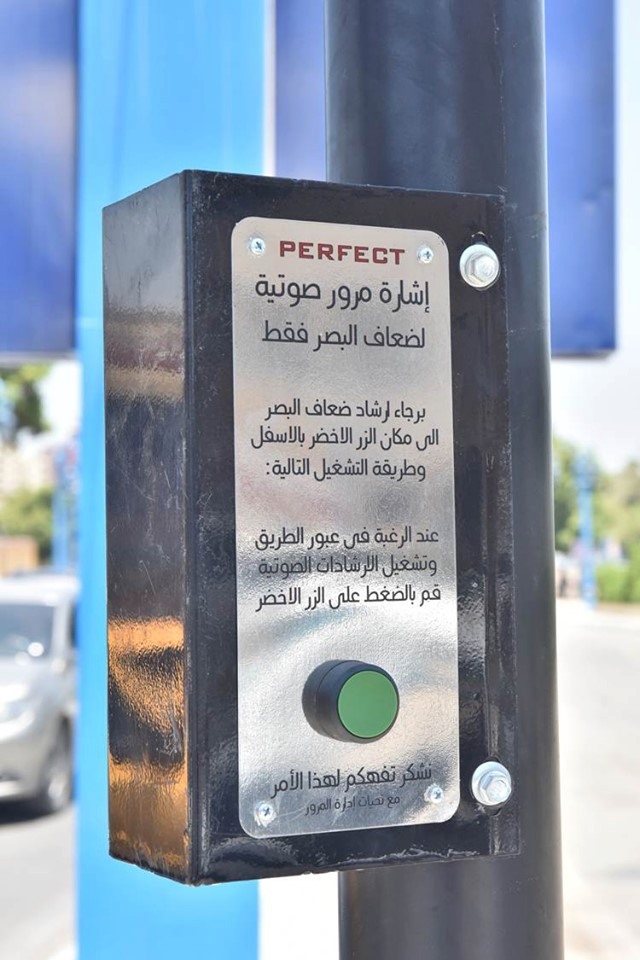 PERFECT
إشارة مرور صوتية
لضعاف البصر فقط
برجاء ارشاد ضعاف البصر
الى مكان الزر الاخضر بالاسفل
وطريقة التشغيل التالية:
عند الرغبة فى عبور الطريق
وتشغيل الارشادات الصوتية
قم بالضغط على الزر الاخضر
نشكر تفهكم لهذا الأمر
مع تحيات إدارة المرور